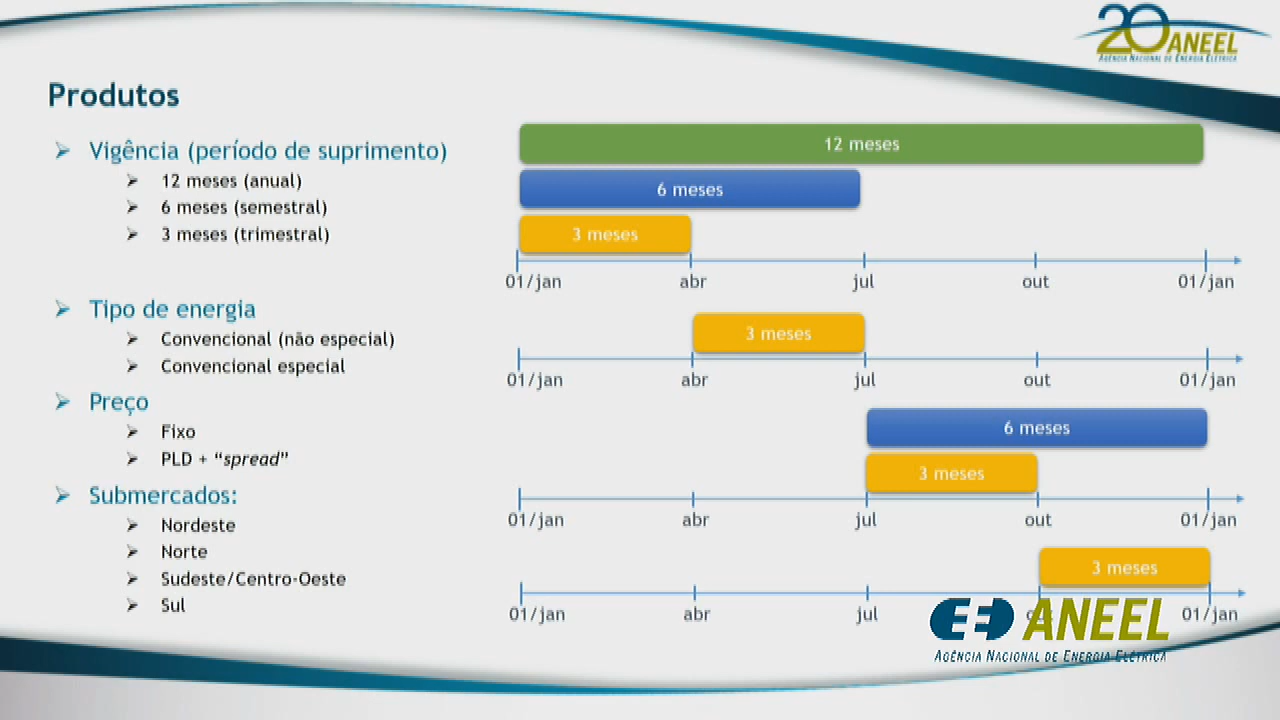 20 ANEEL
AGÊNCIA NACIONAL DE ENERGIA ELÉTRICA
Produtos
Vigência (período de suprimento)
12 meses (anual)
6 meses (semestral)
3 meses (trimestral)
12 meses
6 meses
3 meses
01/jan abr jul out 01/jan
Tipo de energia
Convencional (não especial)
Convencional especial
3 meses
01/jan abr jul out 01/jan
Preço
Fixo
PLD + “spread”
6 meses
3 meses
01/jan abr jul out 01/jan
Submercados:
Nordeste
Norte
Sudeste/Centro-Oeste
Sul
3 meses
01/jan abr jul 01/jan
ANEEL
AGÊNCIA NACIONAL DE ENERGIA ELÉTRICA